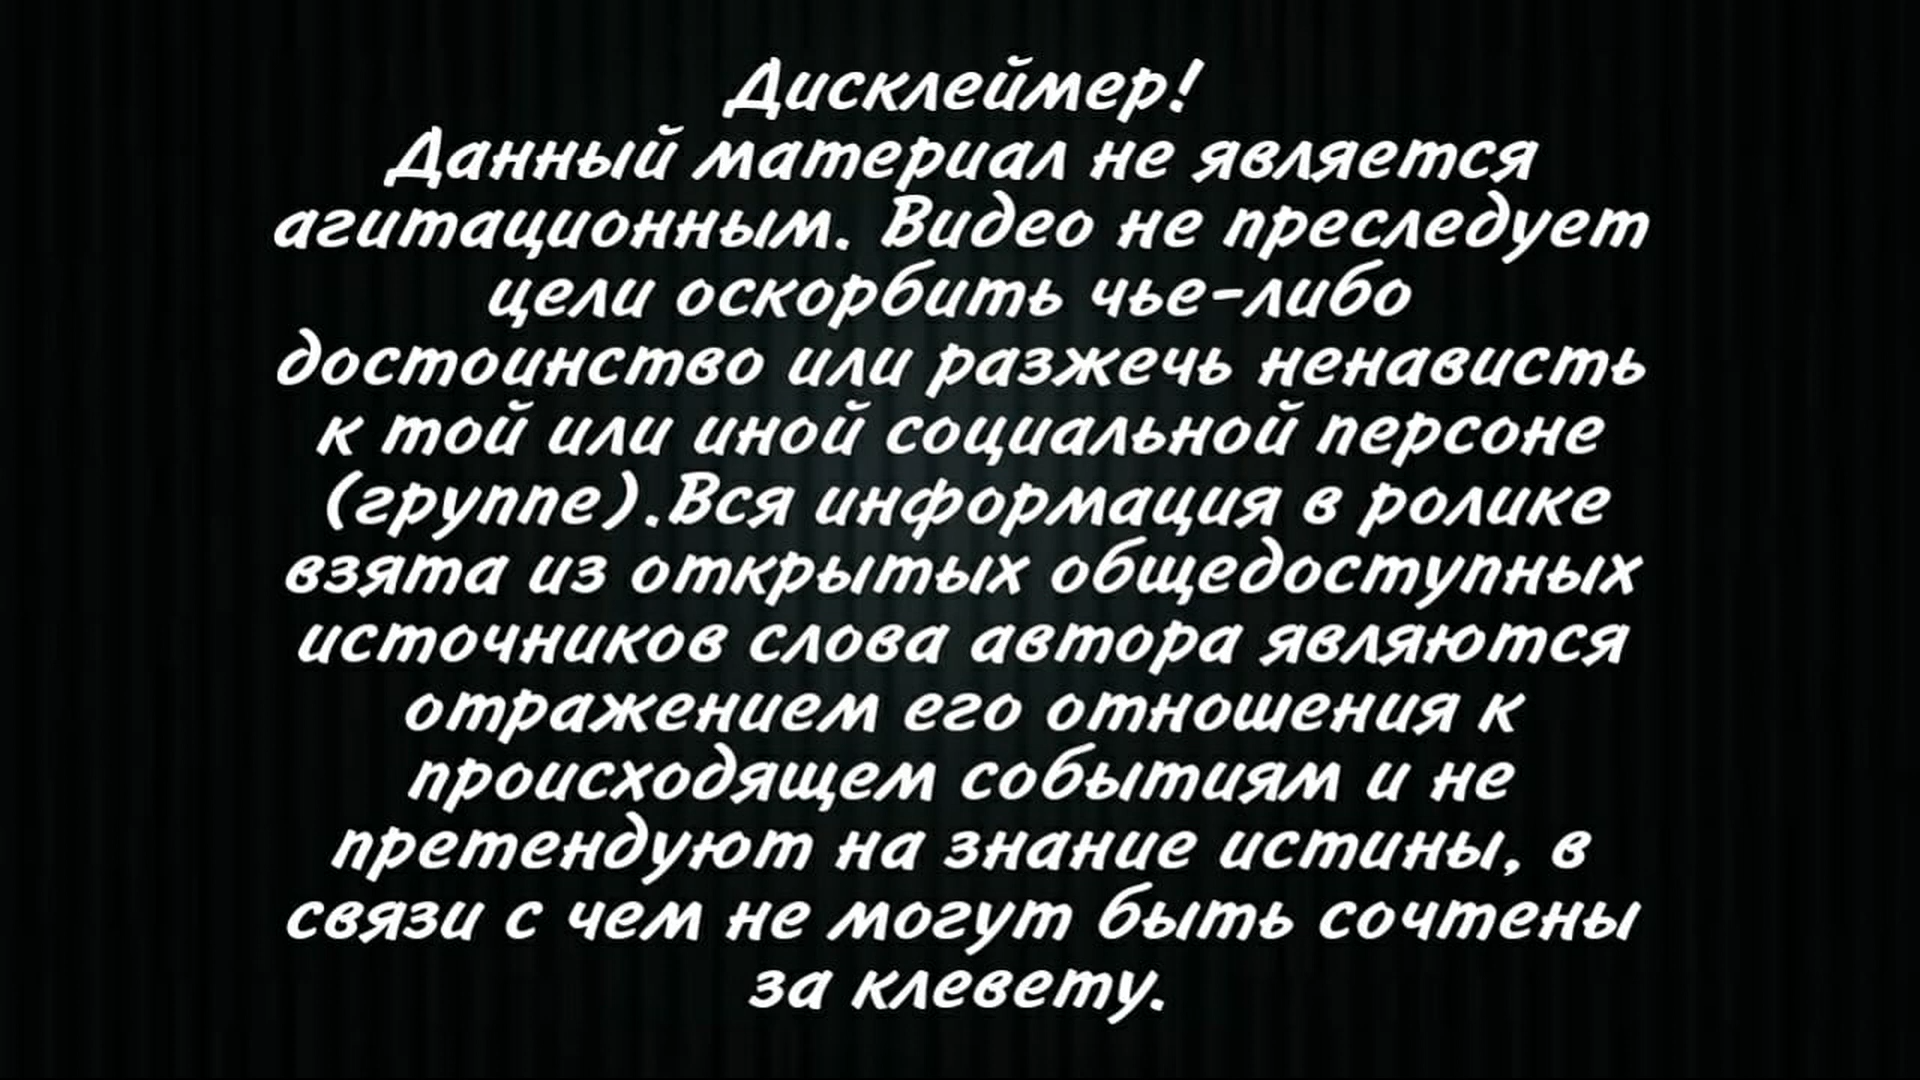 Дисклеймер!
Данный материал не является
агитационным. Видео не преследует
цели оскорбить чье-либо
достоинство или разжечь ненависть
к той или иной социальной персоне
(группе).Вся информация в ролике
взята из открытых общедоступных
источников слова автора являются
отражением его отношения к
происходящем событиям и не
претендуют на знание истины, в
связи с чем не могут быть сочтены
за клевету.